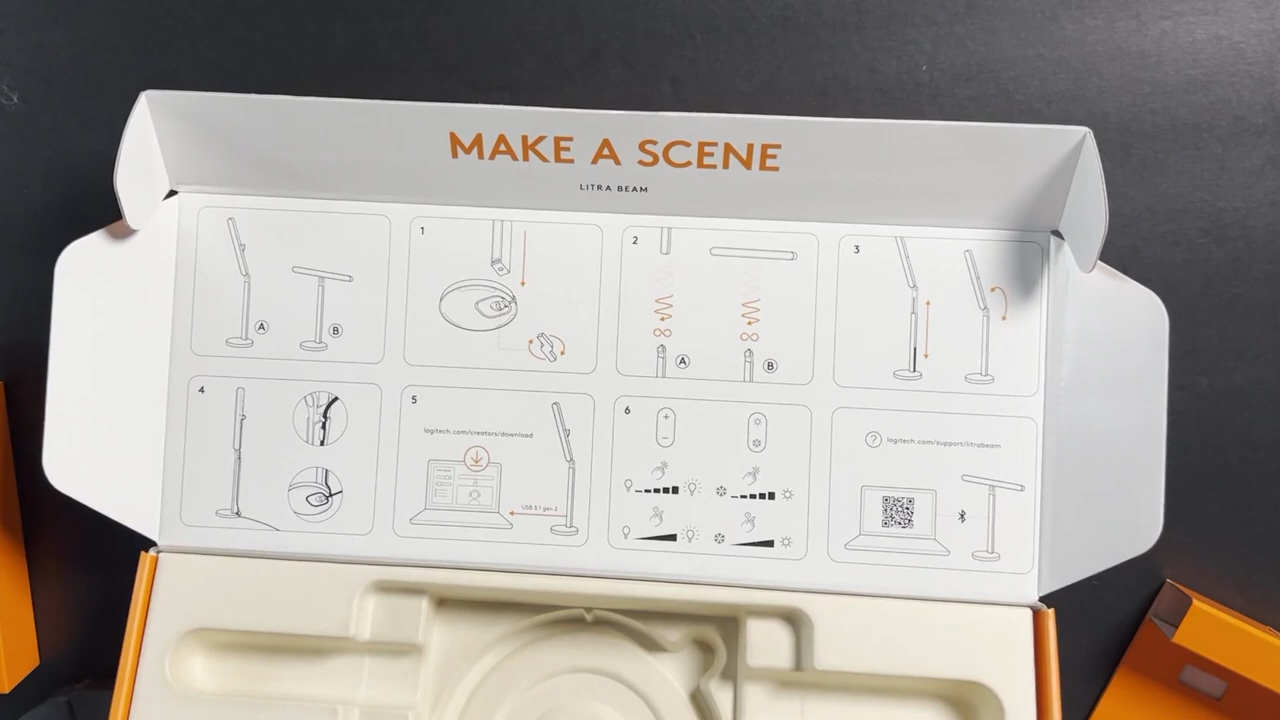 MAKE A SCENE
LITRA BEAM
A
B
1
2
A
B
3
4
5
logitech.com/creators/download
USB 3.1 gen 2
6
+
−
? logitech.com/support/litrabeam